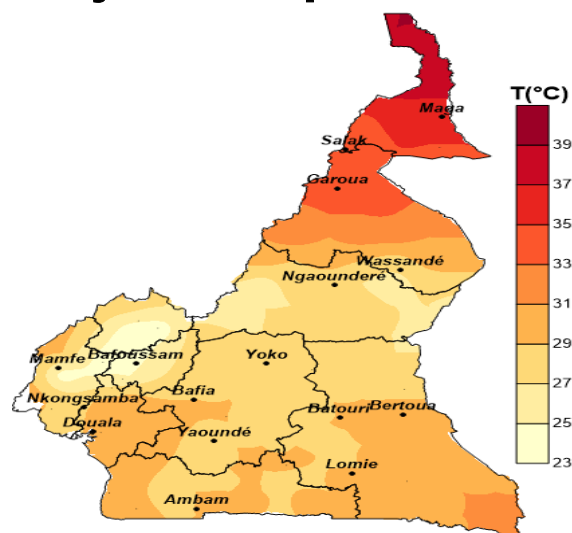 T(°C)
Maga
39
Salak
37
Garoua
35
33
Wassandé
Ngaounderé
31
29
Mamfe Bafoussam Yoko
27
Nkongsamba Bafia
Batouri Bertoua
Douala
25
Yaoundé
23
Lomie
Ambam